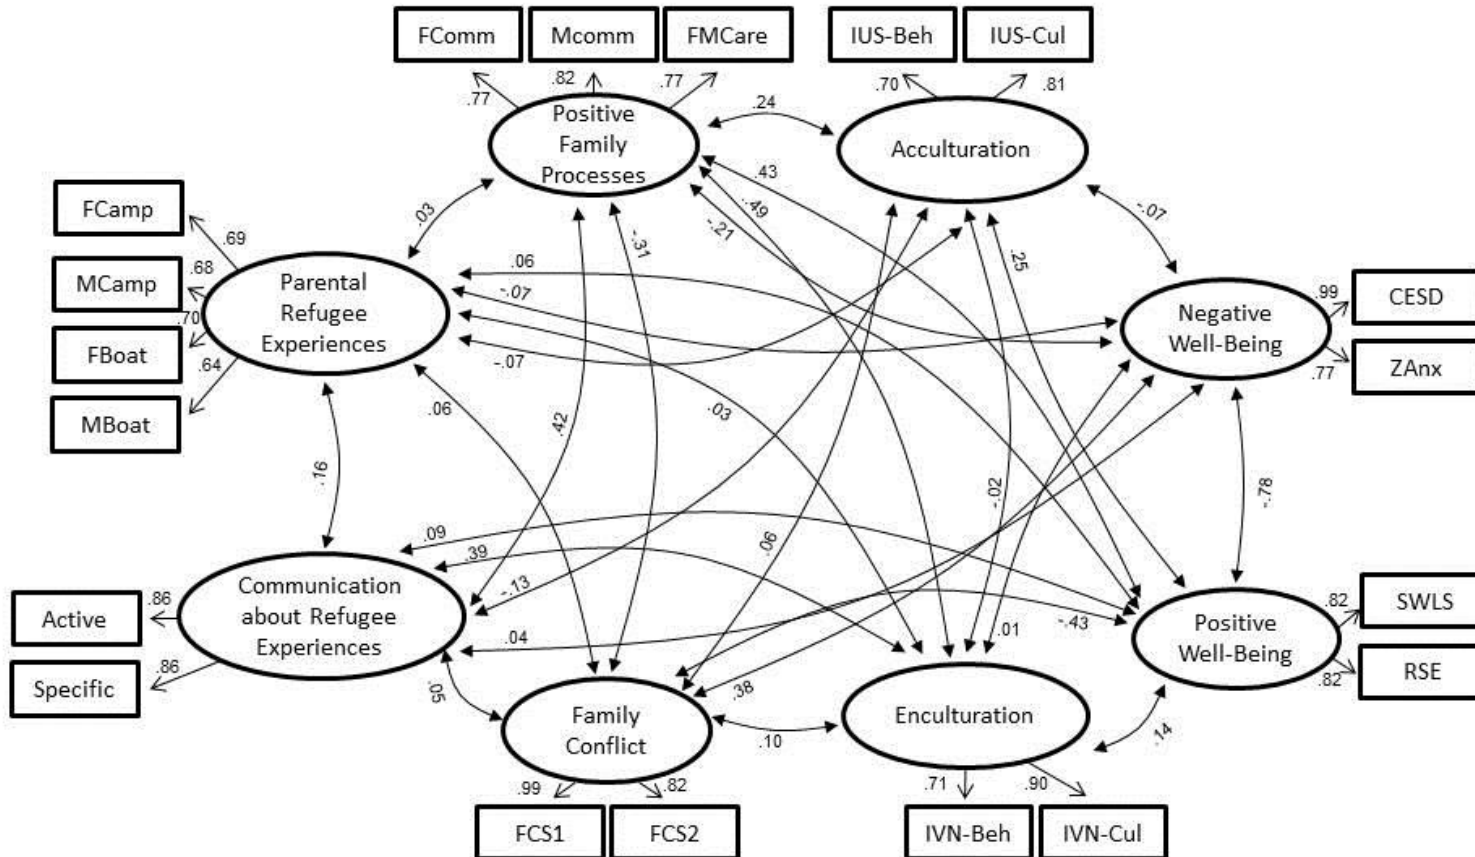 FComm
Mcomm
FMCare
IUS-Beh
IUS-Cul
.77
.82
.77
.70
.81
Positive
Family
Processes
.24
Acculturation
.43
.49
-.21
-.07
.25
FCamp
.69
.03
-.31
MCamp
.68
Parental
Refugee
Experiences
.06
-.07
-.07
Negative
Well-Being
.99
CESD
.77
ZAnx
.70
FBoat
.64
MBoat
.06
.42
.03
.16
-.02
-.78
.09
.39
.06
-.13
.04
.01
-.43
Active
.86
Specific
.86
Communication
about Refugee
Experiences
Positive
Well-Being
.82
SWLS
.82
RSE
.05
.38
Family
Conflict
.10
Enculturation
.14
.99
.82
.71
.90
FCS1
FCS2
IVN-Beh
IVN-Cul